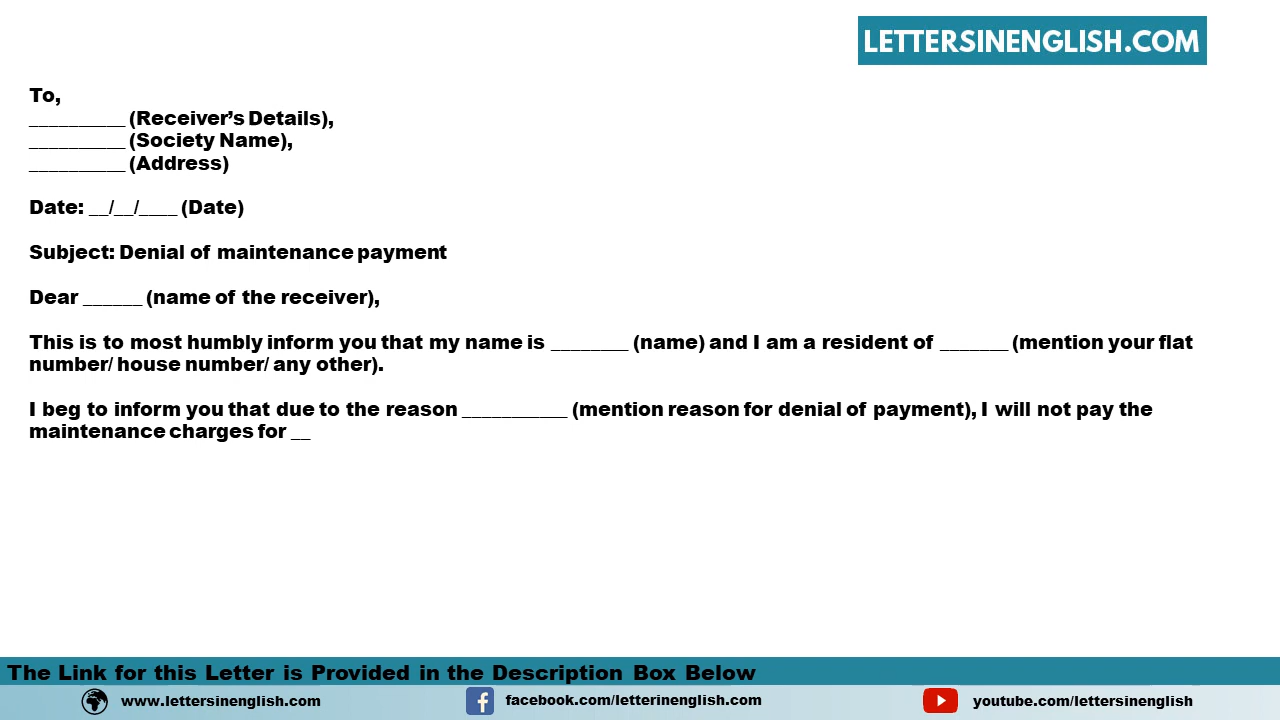 LETTERSINENGLISH.COM
To,
__________ (Receiver’s Details),
__________ (Society Name),
__________ (Address)
Date: __/__/____ (Date)
Subject: Denial of maintenance payment
Dear ______ (name of the receiver),
This is to most humbly inform you that my name is ________ (name) and I am a resident of _______ (mention your flat
number/ house number/ any other).
I beg to inform you that due to the reason ___________ (mention reason for denial of payment), I will not pay the
maintenance charges for __
The Link for this Letter is Provided in the Description Box Below
www.lettersinenglish.com facebook.com/letterinenglish.com youtube.com/lettersinenglish